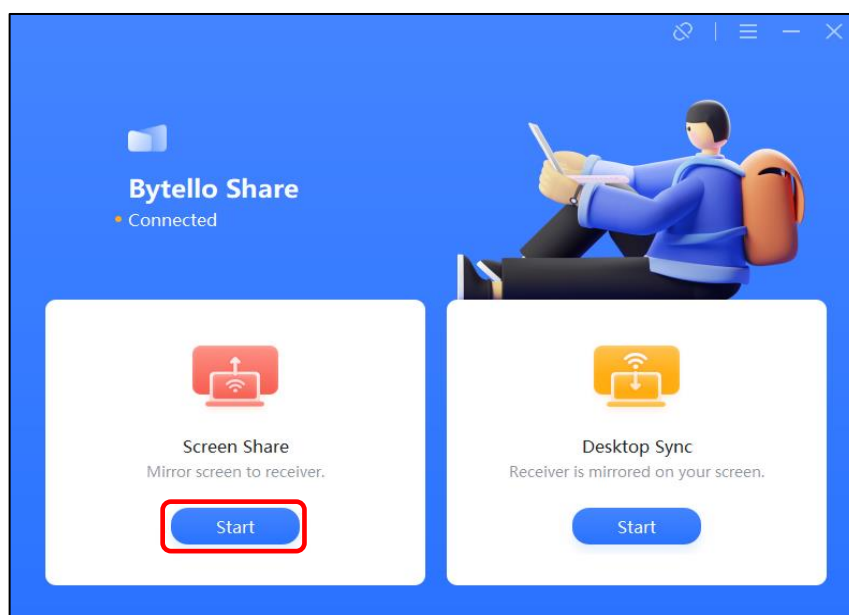 Bytello Share
Connected
Screen Share
Mirror screen to receiver.
Start
Desktop Sync
Receiver is mirrored on your screen.
Start